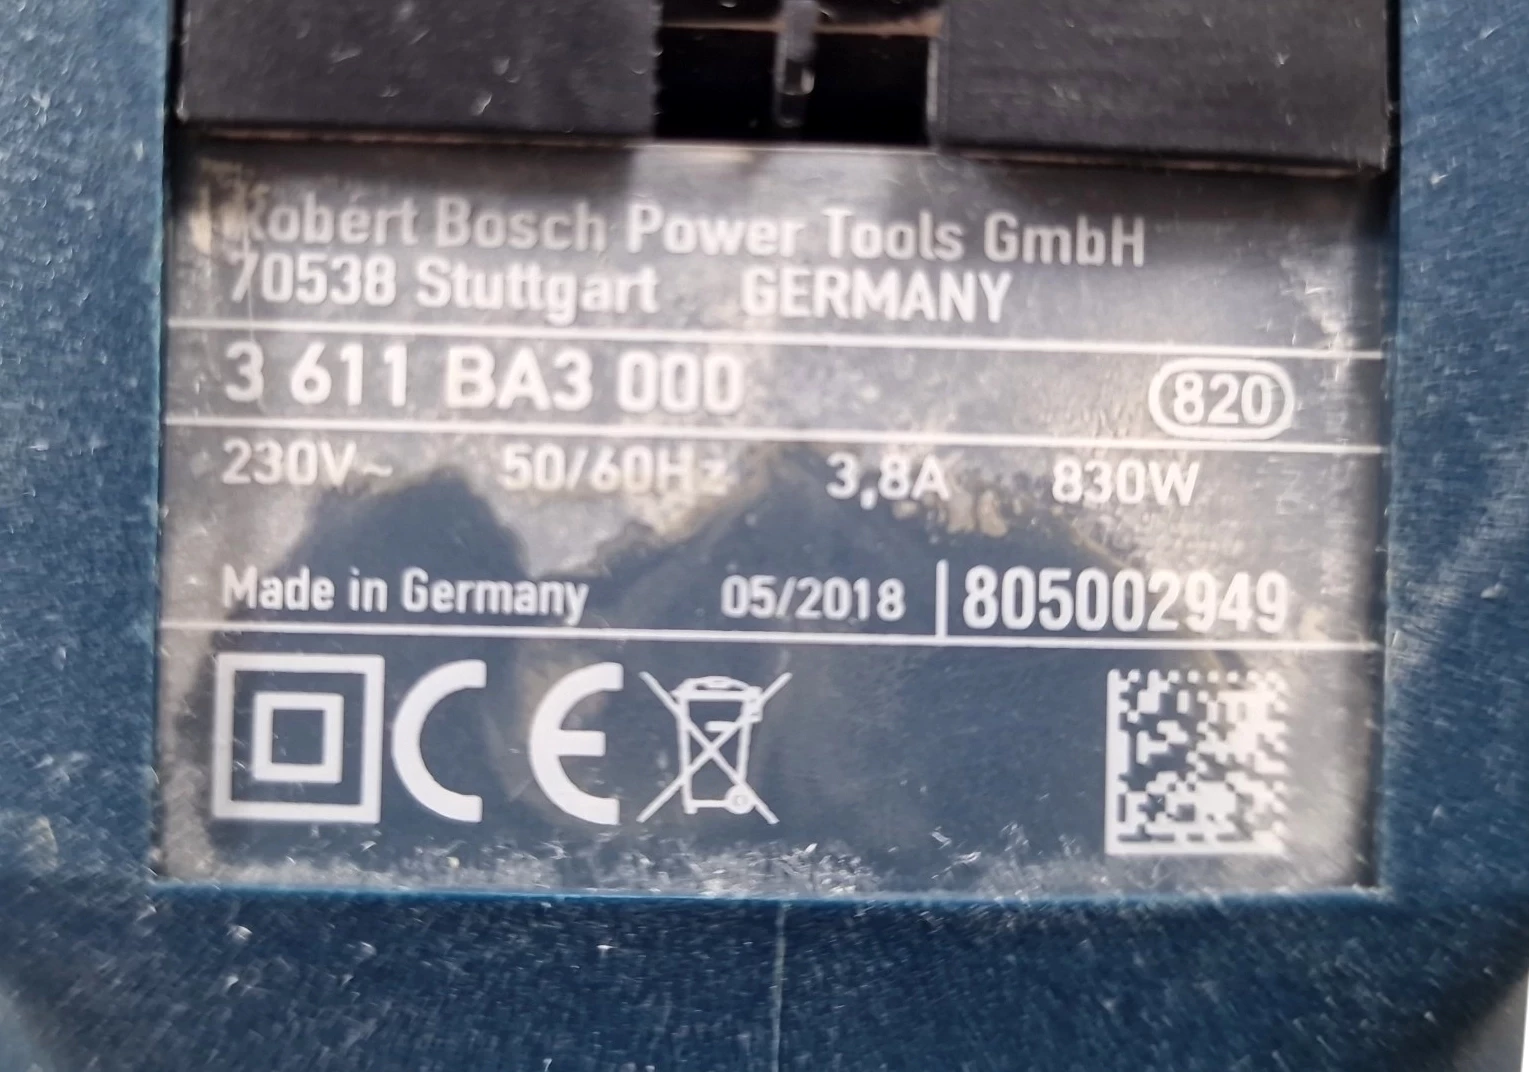 Robert Bosch Power Tools GmbH
70538 Stuttgart GERMANY
3 611 BA3 000 820
230V~ 50/60Hz 3,8A 830W
Made in Germany 05/2018 805002949
CE